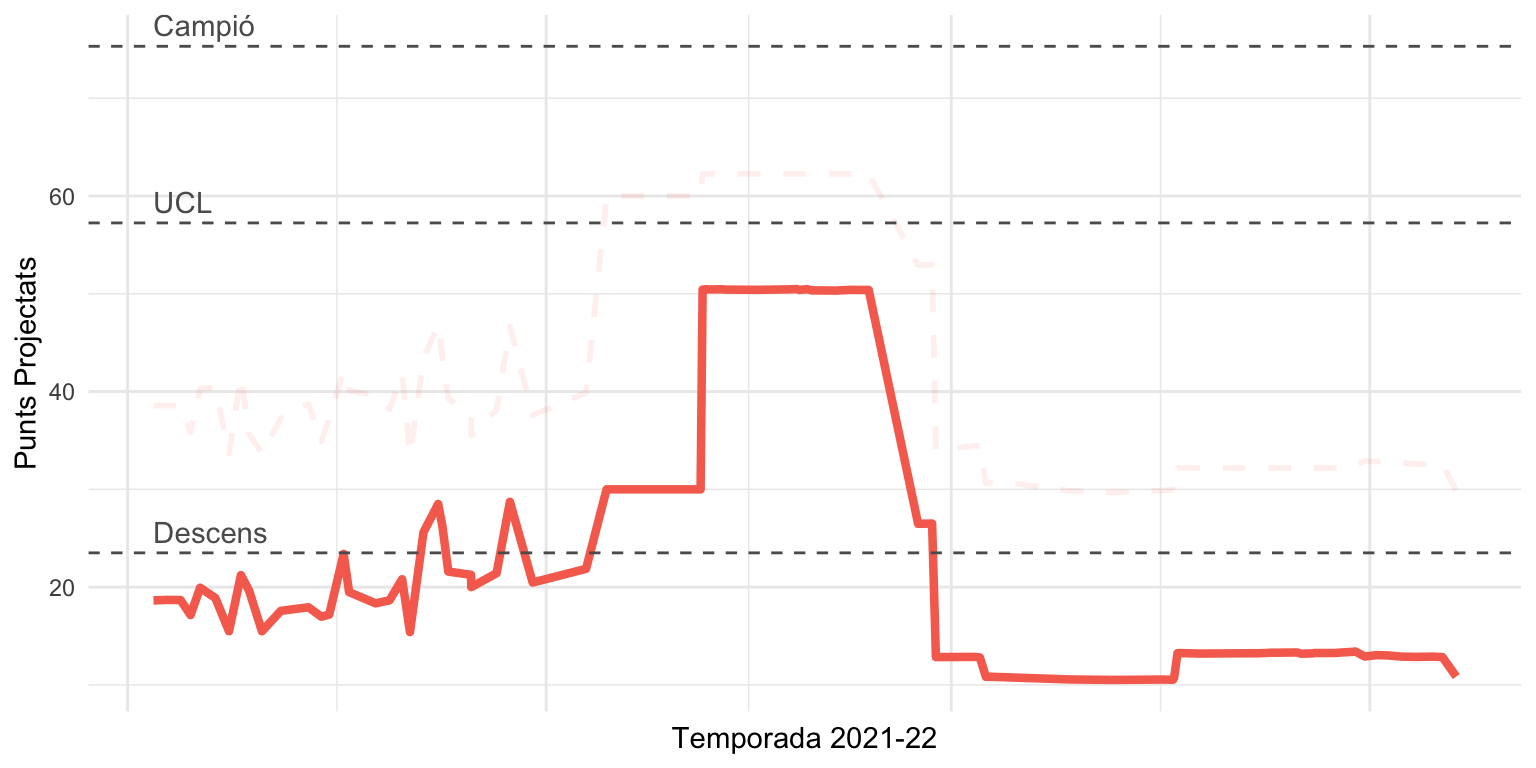 Campió
60
UCL
Punts Projectats
40
Descens
20
Temporada 2021-22